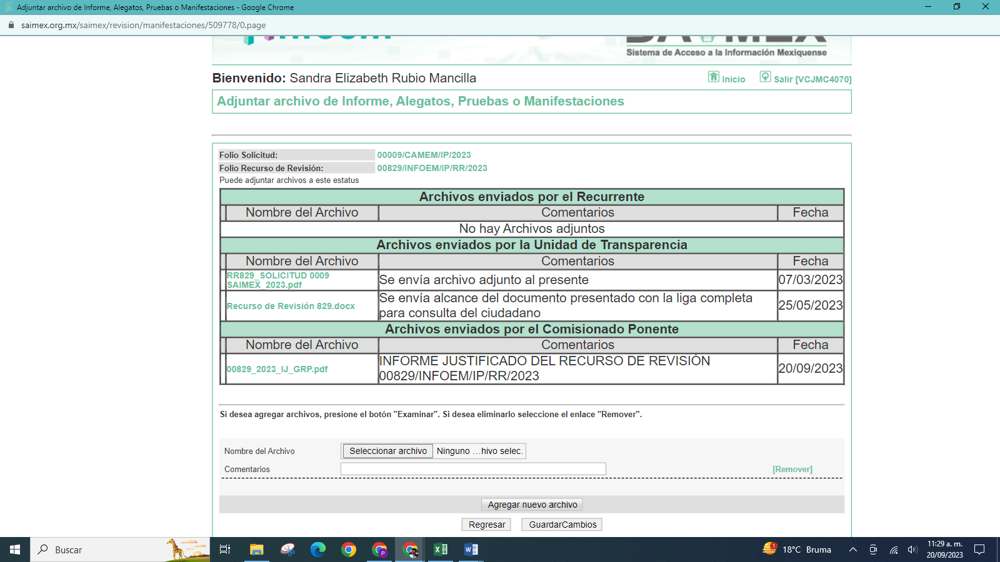 Adjuntar archivo de Informe, Alegatos, Pruebas o Manifestaciones - Google Chrome
saimex.org.mx/saimex/revision/manifestaciones/509778/0.page
Sistema de Acceso a la Información Mexiquense
Bienvenido: Sandra Elizabeth Rubio Mancilla
Inicio
Salir [VCJMC4070]
Adjuntar archivo de Informe, Alegatos, Pruebas o Manifestaciones
Folio Solicitud: 00009/CAMEM/IP/2023
Folio Recurso de Revisión: 00829/INFOEM/IP/RR/2023
Puede adjuntar archivos a este estatus
Archivos enviados por el Recurrente
Nombre del Archivo Comentarios Fecha
No hay Archivos adjuntos
Archivos enviados por la Unidad de Transparencia
Nombre del Archivo Comentarios Fecha
RR829_SOLICITUD 0009
SAIMEX_2023.pdf
Se envía archivo adjunto al presente
07/03/2023
Recurso de Revisión 829.docx
Se envía alcance del documento presentado con la liga completa
para consulta del ciudadano
25/05/2023
Archivos enviados por el Comisionado Ponente
Nombre del Archivo Comentarios Fecha
00829_2023_IJ_GRP.pdf
INFORME JUSTIFICADO DEL RECURSO DE REVISIÓN
00829/INFOEM/IP/RR/2023
20/09/2023
Si desea agregar archivos, presione el botón "Examinar". Si desea eliminarlo seleccione el enlace "Remover".
Nombre del Archivo Seleccionar archivo Ninguno ...hivo selec.
Comentarios
[Remover]
Agregar nuevo archivo
Regresar GuardarCambios
Buscar
18°C Bruma
11:29 a. m.
20/09/2023